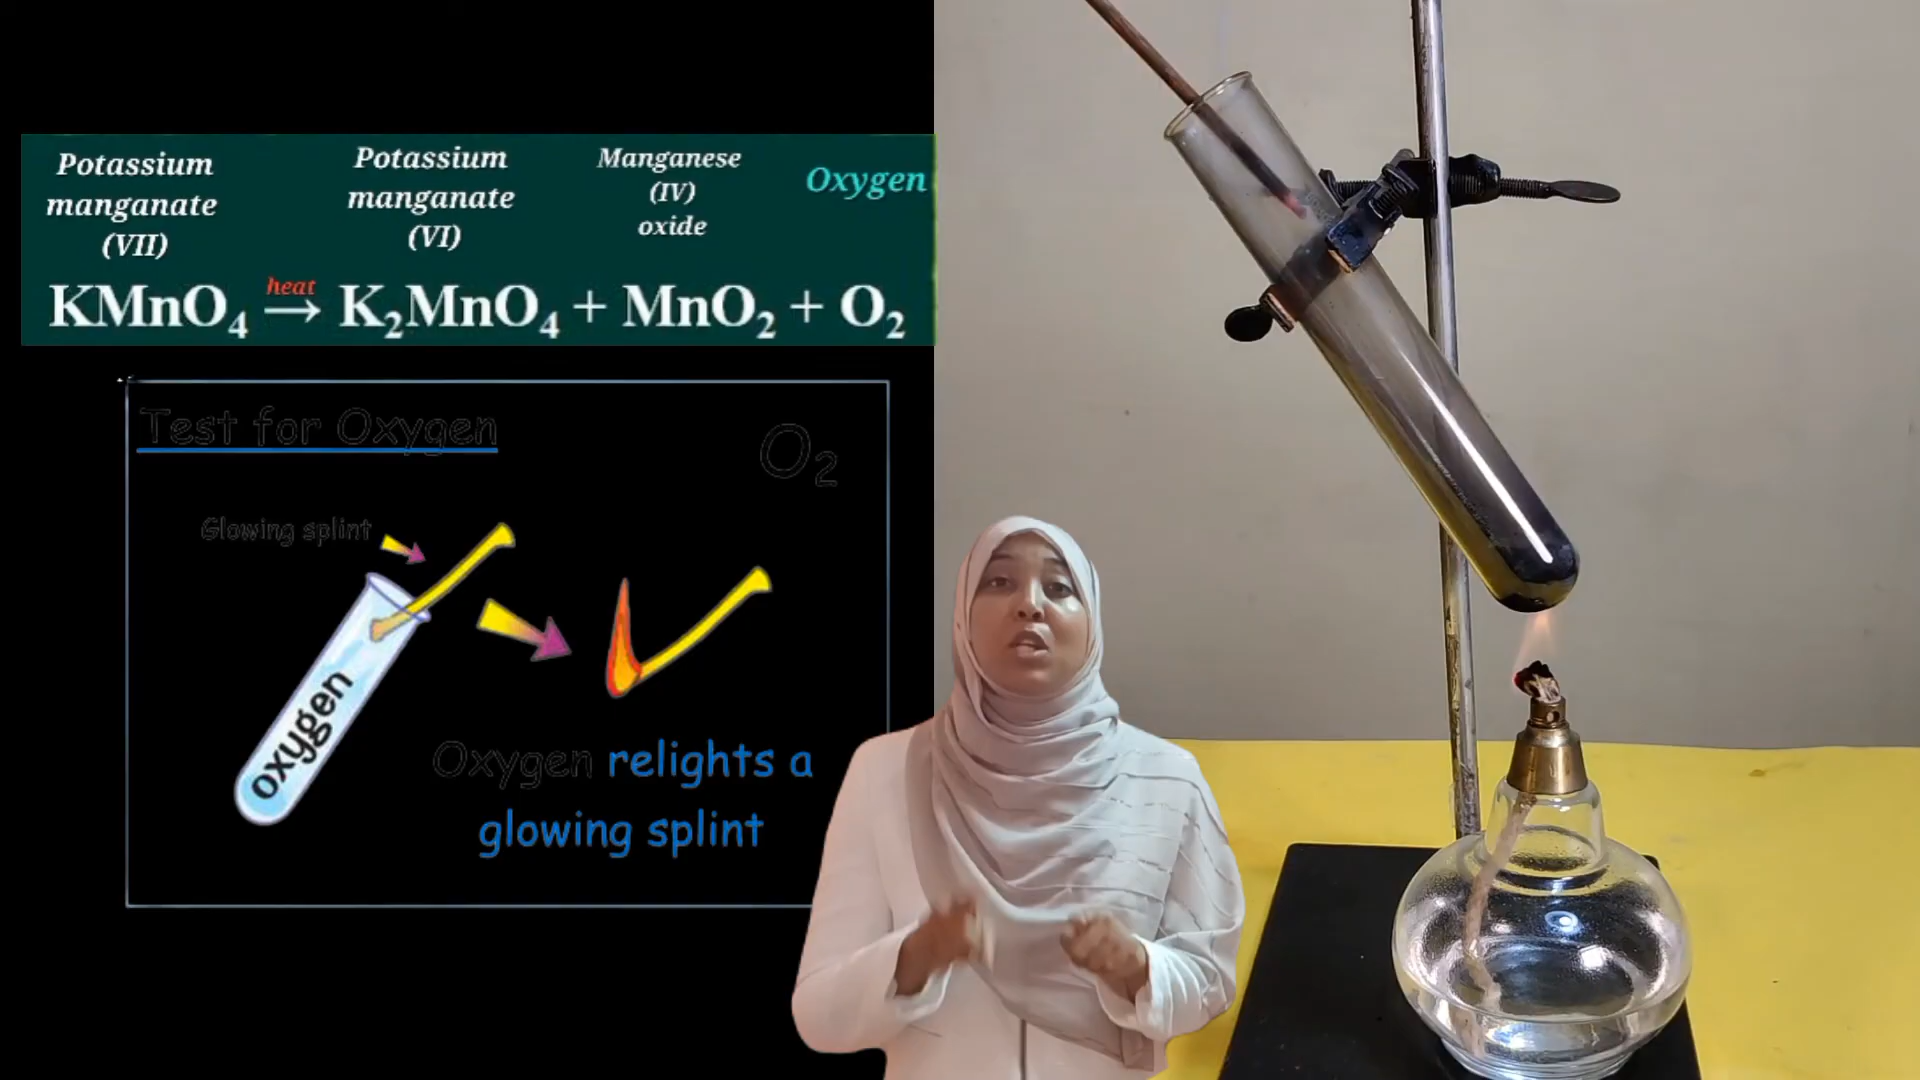 Potassium
manganate
(VII)
Potassium
manganate
(VI)
Manganese
(IV)
oxide
Oxygen
KMnO₄ heat → K₂MnO₄ + MnO₂ + O₂
Test for Oxygen
O₂
Glowing splint
oxygen
Oxygen relights a
glowing splint